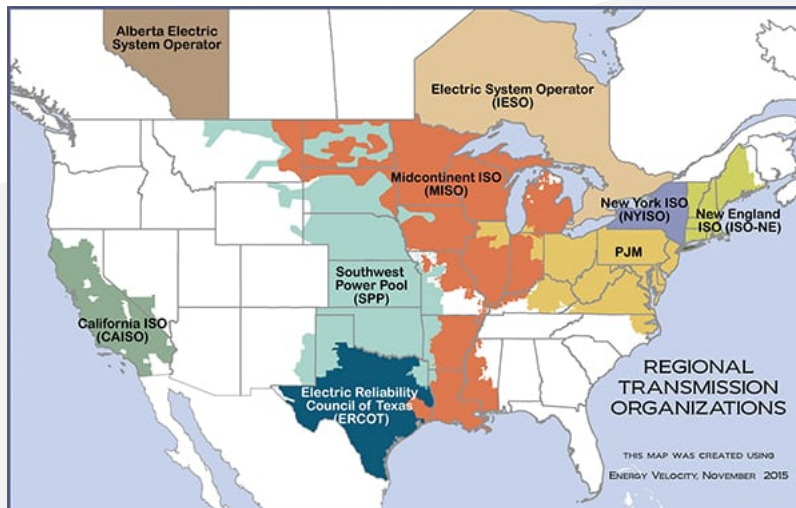 Alberta Electric
System Operator
Electric System Operator
(IESO)
Midcontinent ISO
(MISO)
New York ISO
(NYISO)
New England
ISO (ISO-NE)
PJM
Southwest
Power Pool
(SPP)
California ISO
(CAISO)
Electric Reliability
Council of Texas
(ERCOT)
REGIONAL
TRANSMISSION
ORGANIZATIONS
THIS MAP WAS CREATED USING
ENERGY VELOCITY, NOVEMBER 2015